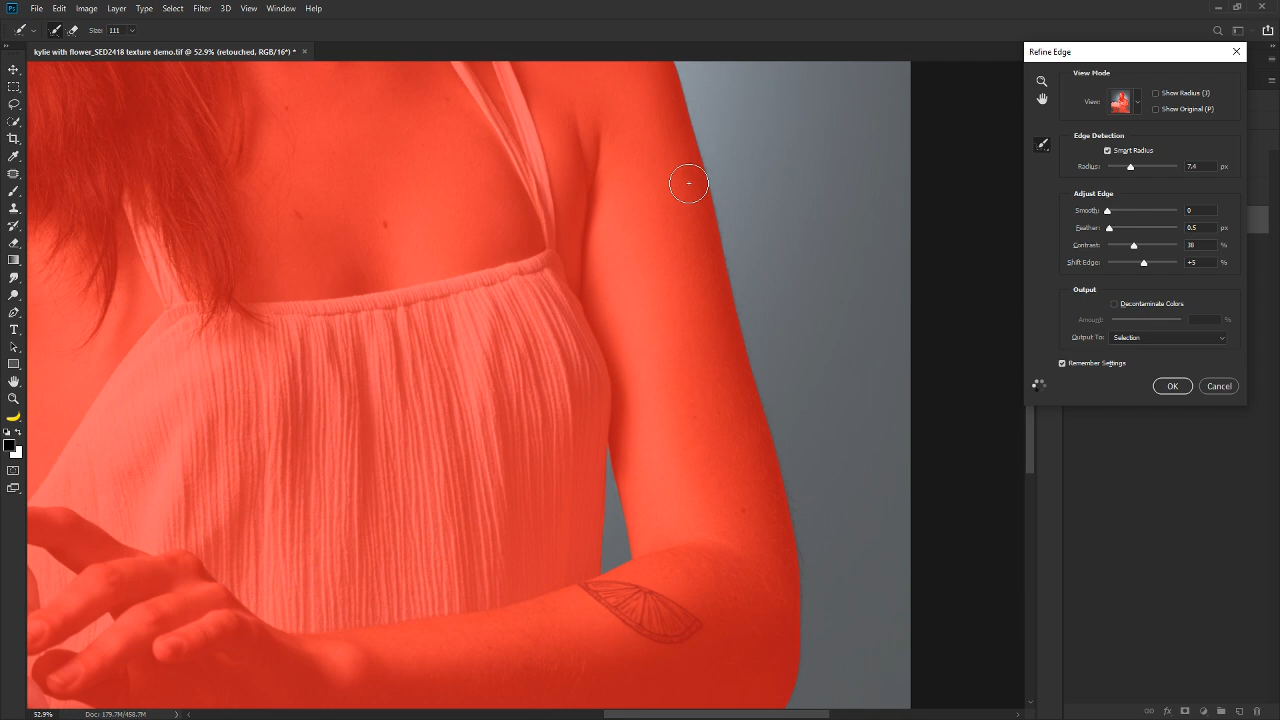 Ps File Edit Image Layer Type Select Filter 3D View Window Help
Size: 111
kylie with flower_SED2418 texture demo.tif @ 52.9% (retouched, RGB/16*) * ×
Refine Edge
View Mode
View:
Show Radius (J)
Show Original (P)
Edge Detection
Smart Radius
Radius: 7.4 px
Adjust Edge
Smooth: 0
Feather: 0.5 px
Contrast: 38 %
Shift Edge: +5 %
Output
Decontaminate Colors
Amount: %
Output To: Selection
Remember Settings
OK Cancel
T
fx
52.9% Doc: 179.7M/458.7M